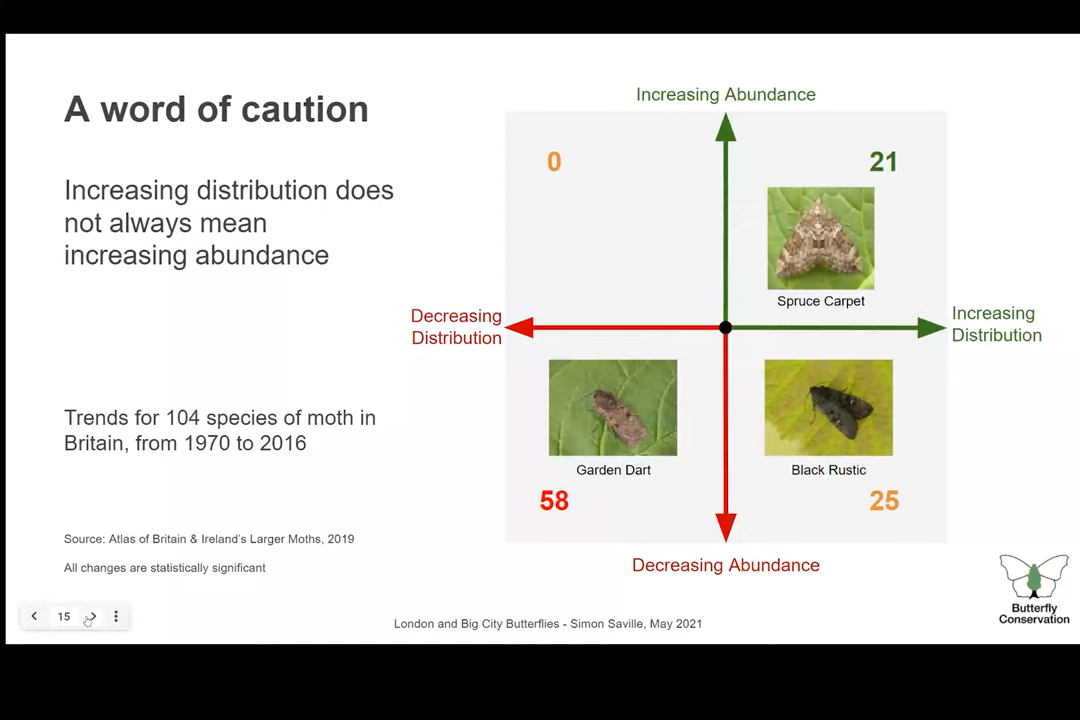 A word of caution
Increasing distribution does
not always mean
increasing abundance
Trends for 104 species of moth in
Britain, from 1970 to 2016
Source: Atlas of Britain & Ireland's Larger Moths, 2019
All changes are statistically significant
Increasing Abundance
0
21
Spruce Carpet
Decreasing
Distribution
Increasing
Distribution
Garden Dart
Black Rustic
58
25
Decreasing Abundance
Butterfly
Conservation
15
London and Big City Butterflies - Simon Saville, May 2021